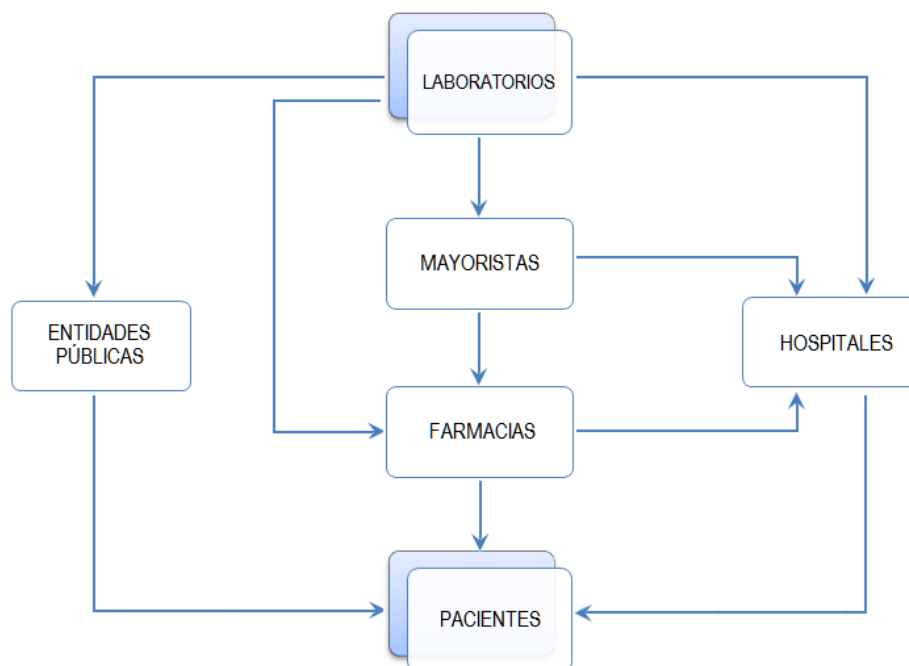 LABORATORIOS
MAYORISTAS
ENTIDADES
PÚBLICAS
HOSPITALES
FARMACIAS
PACIENTES